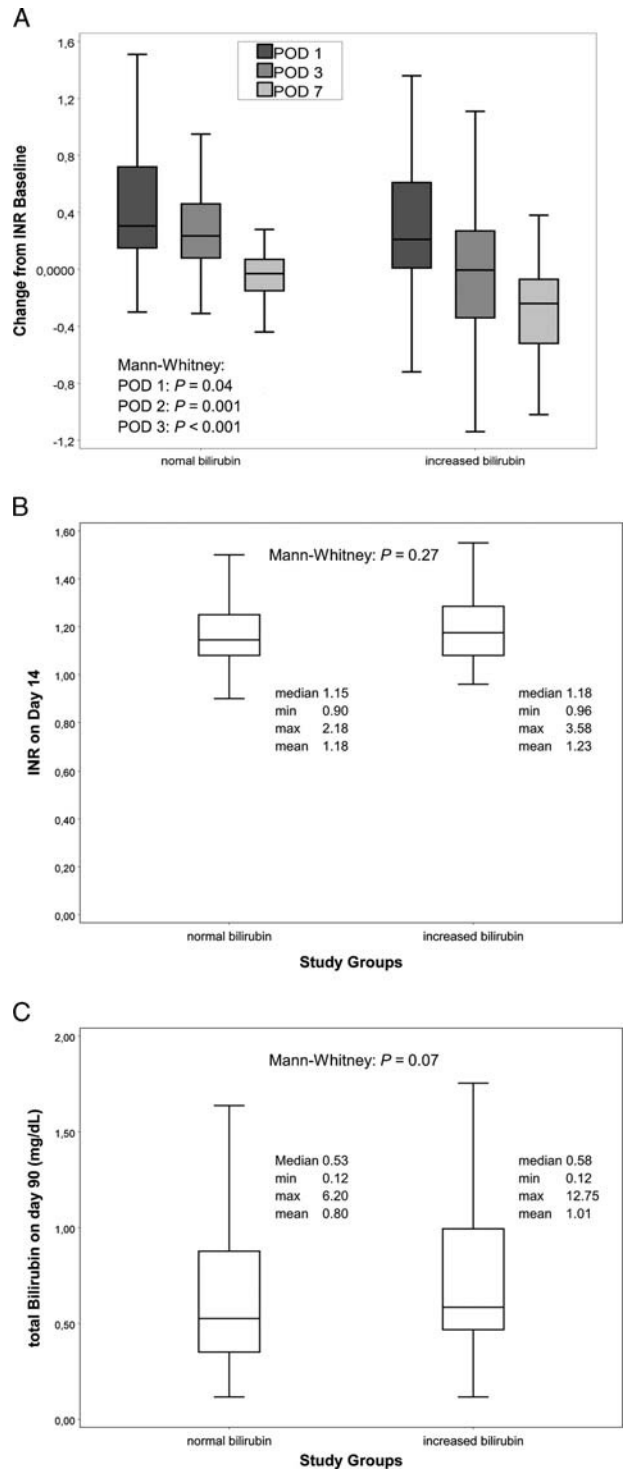 A
Change from INR Baseline
1,6
1,2
0,8
0,4
0,0000
-0,4
-0,8
-1,2
POD 1
POD 3
POD 7
Mann-Whitney:
POD 1: P = 0.04
POD 2: P = 0.001
POD 3: P < 0.001
nomal bilirubin
increased bilirubin
B
INR on Day 14
1,60
1,40
1,20
1,00
0,80
0,60
0,40
0,20
0,00
Mann-Whitney: P = 0.27
median 1.15
min 0.90
max 2.18
mean 1.18
median 1.18
min 0.96
max 3.58
mean 1.23
normal bilirubin
increased bilirubin
Study Groups
C
total Bilirubin on day 90 (mg/dL)
2,00
1,50
1,00
0,50
0,00
Mann-Whitney: P = 0.07
Median 0.53
min 0.12
max 6.20
mean 0.80
median 0.58
min 0.12
max 12.75
mean 1.01
normal bilirubin
increased bilirubin
Study Groups